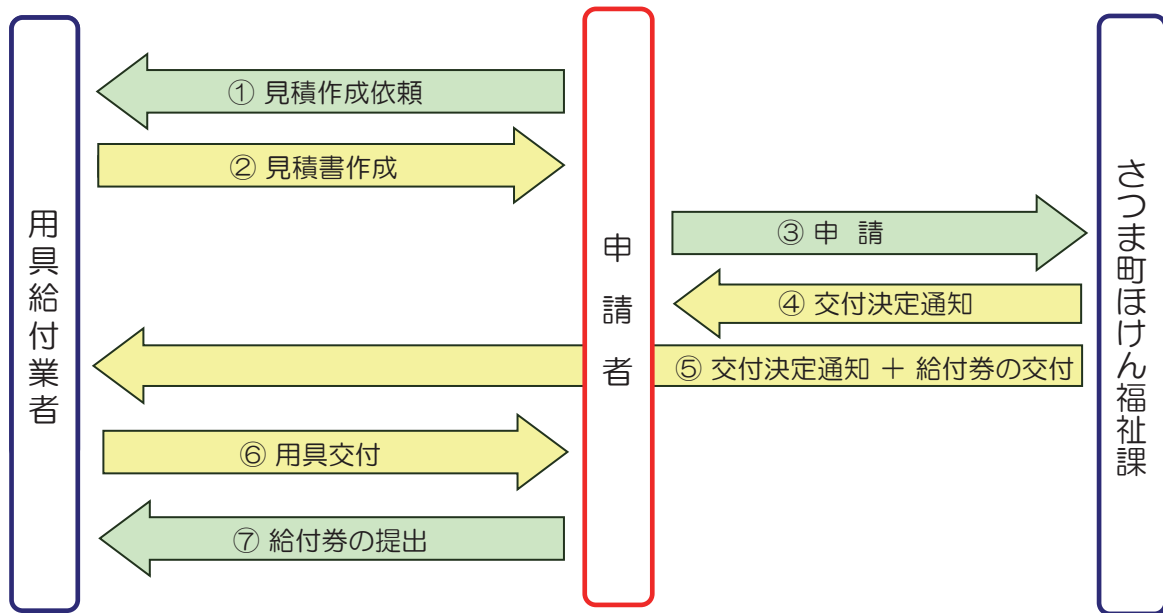 用具給付業者
① 見積作成依頼
② 見積書作成
申請者
③ 申 請
④ 交付決定通知
⑤ 交付決定通知 ＋ 給付券の交付
⑥ 用具交付
⑦ 給付券の提出
さつま町ほけん福祉課